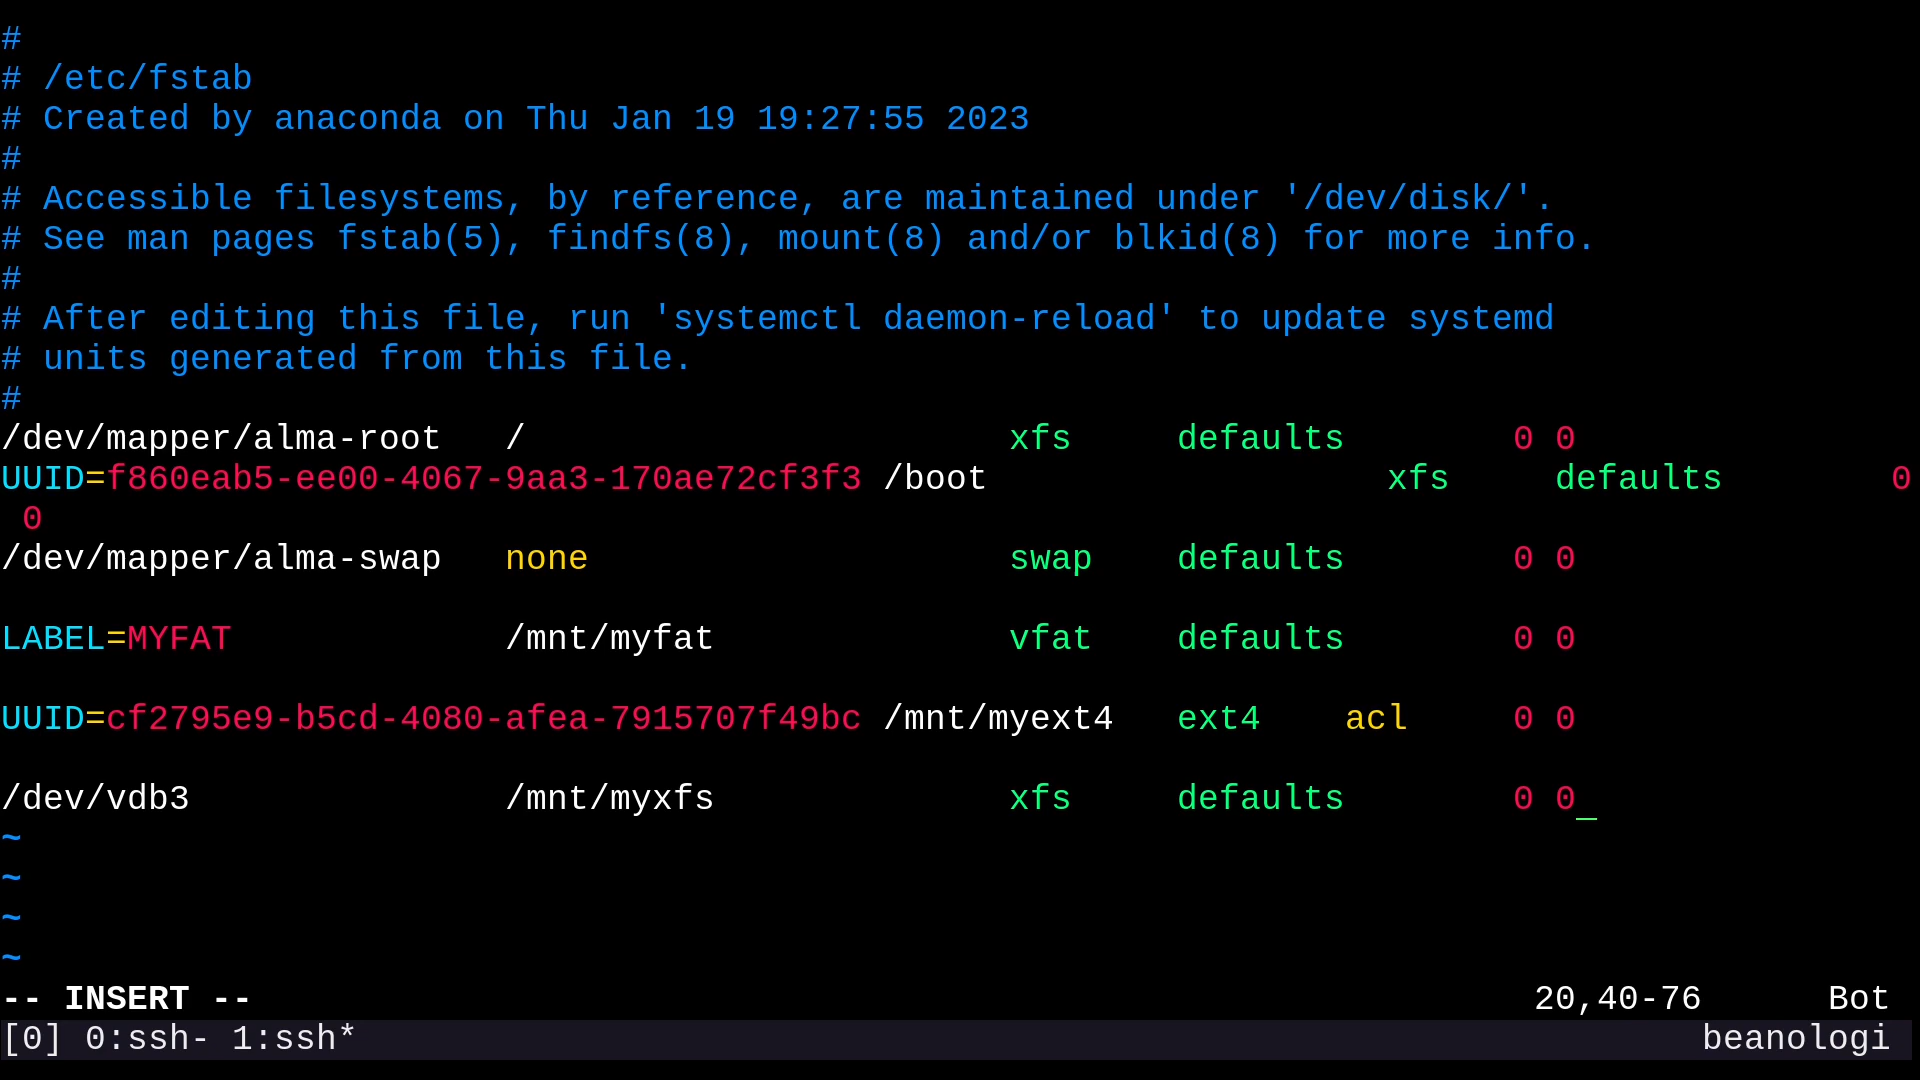 #
# /etc/fstab
# Created by anaconda on Thu Jan 19 19:27:55 2023
#
# Accessible filesystems, by reference, are maintained under '/dev/disk/'.
# See man pages fstab(5), findfs(8), mount(8) and/or blkid(8) for more info.
#
# After editing this file, run 'systemctl daemon-reload' to update systemd
# units generated from this file.
#
/dev/mapper/alma-root   /                       xfs     defaults        0 0
UUID=f860eab5-ee00-4067-9aa3-170ae72cf3f3 /boot                   xfs     defaults        0
 0
/dev/mapper/alma-swap   none                    swap    defaults        0 0

LABEL=MYFAT             /mnt/myfat              vfat    defaults        0 0

UUID=cf2795e9-b5cd-4080-afea-7915707f49bc /mnt/myext4   ext4    acl     0 0

/dev/vdb3               /mnt/myxfs              xfs     defaults        0 0
~
~
~
~
-- INSERT --                                                             20,40-76      Bot
[0] 0:ssh- 1:ssh*                                                                beanologi